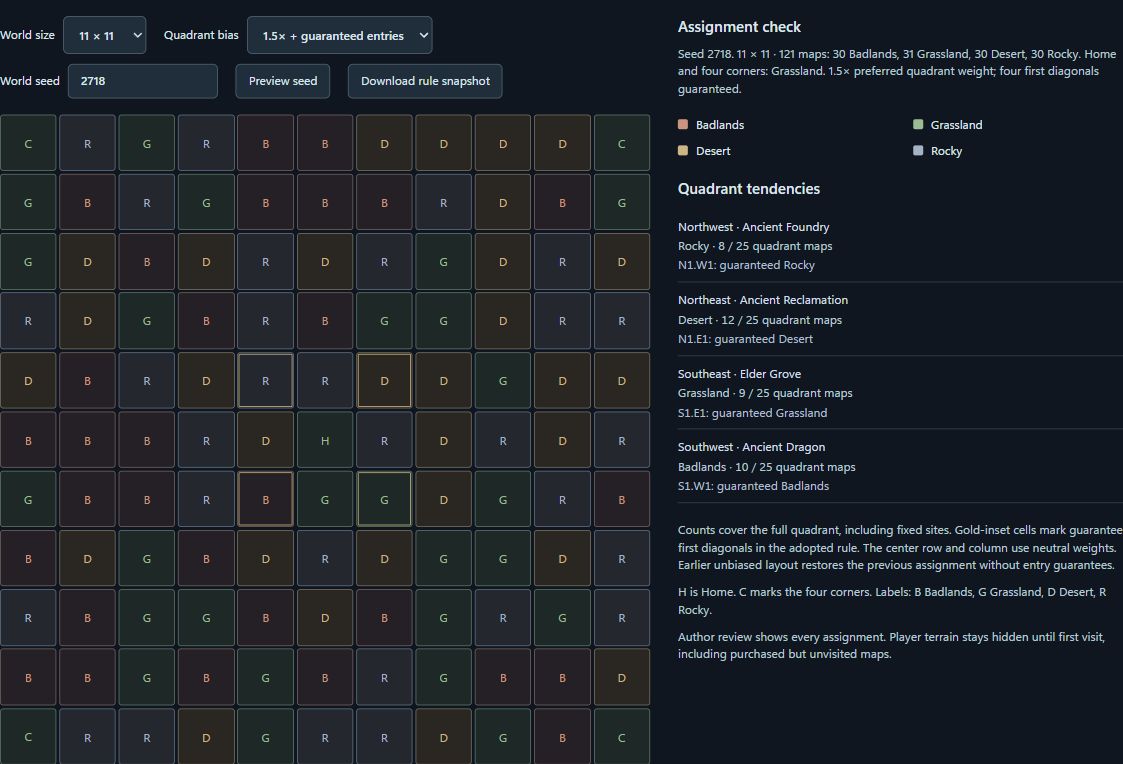 World size 11 × 11 Quadrant bias 1.5× + guaranteed entries
World seed 2718 Preview seed Download rule snapshot
C R G R B B D D D D C
G B R G B B B R D B G
G D B D R D R G D R D
R D G B R B G G D R R
D B R D R R D D G D D
B B B R D H R D R D R
G B B R B G G D G R B
B D G B D R D G G D R
R B G G B D B G R G R
B B G B G B R G B B D
C R R D G R R D G B C
Assignment check
Seed 2718. 11 × 11 · 121 maps: 30 Badlands, 31 Grassland, 30 Desert, 30 Rocky. Home
and four corners: Grassland. 1.5× preferred quadrant weight; four first diagonals
guaranteed.
Badlands Grassland
Desert Rocky
Quadrant tendencies
Northwest · Ancient Foundry
Rocky · 8 / 25 quadrant maps
N1.W1: guaranteed Rocky
Northeast · Ancient Reclamation
Desert · 12 / 25 quadrant maps
N1.E1: guaranteed Desert
Southeast · Elder Grove
Grassland · 9 / 25 quadrant maps
S1.E1: guaranteed Grassland
Southwest · Ancient Dragon
Badlands · 10 / 25 quadrant maps
S1.W1: guaranteed Badlands
Counts cover the full quadrant, including fixed sites. Gold-inset cells mark guarantee
first diagonals in the adopted rule. The center row and column use neutral weights.
Earlier unbiased layout restores the previous assignment without entry guarantees.
H is Home. C marks the four corners. Labels: B Badlands, G Grassland, D Desert, R
Rocky.
Author review shows every assignment. Player terrain stays hidden until first visit,
including purchased but unvisited maps.